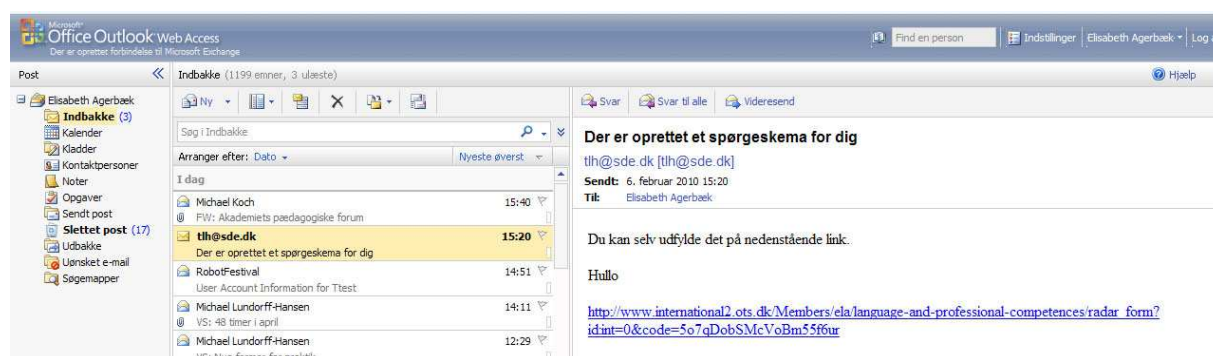 Microsoft
Office Outlook Web Access
Der er oprettet forbindelse til Microsoft Exchange
Find en person
Indstillinger
Elisabeth Agerbæk
Log
Post
Indbakke (1199 emner, 3 ulæste)
Hjælp
Elisabeth Agerbæk
Indbakke (3)
Kalender
Kladder
Kontaktpersoner
Noter
Opgaver
Sendt post
Slettet post (17)
Udbakke
Uønsket e-mail
Søgemapper
Ny
Søg i Indbakke
Arranger efter: Dato
Nyeste øverst
I dag
Michael Koch 15:40
FW: Akademiets pædagogiske forum
tlh@sde.dk 15:20
Der er oprettet et spørgeskema for dig
RobotFestival 14:51
User Account Information for Ttest
Michael Lundorff-Hansen 14:11
VS: 48 timer i april
Michael Lundorff-Hansen 12:29
Svar
Svar til alle
Videresend
Der er oprettet et spørgeskema for dig
tlh@sde.dk [tlh@sde.dk]
Sendt: 6. februar 2010 15:20
Til: Elisabeth Agerbæk
Du kan selv udfylde det på nedenstående link.
Hullo
http://www.international2.ots.dk/Members/ela/language-and-professional-competences/radar_form?
id:int=0&code=5o7qDobSMcVoBm55f6ur